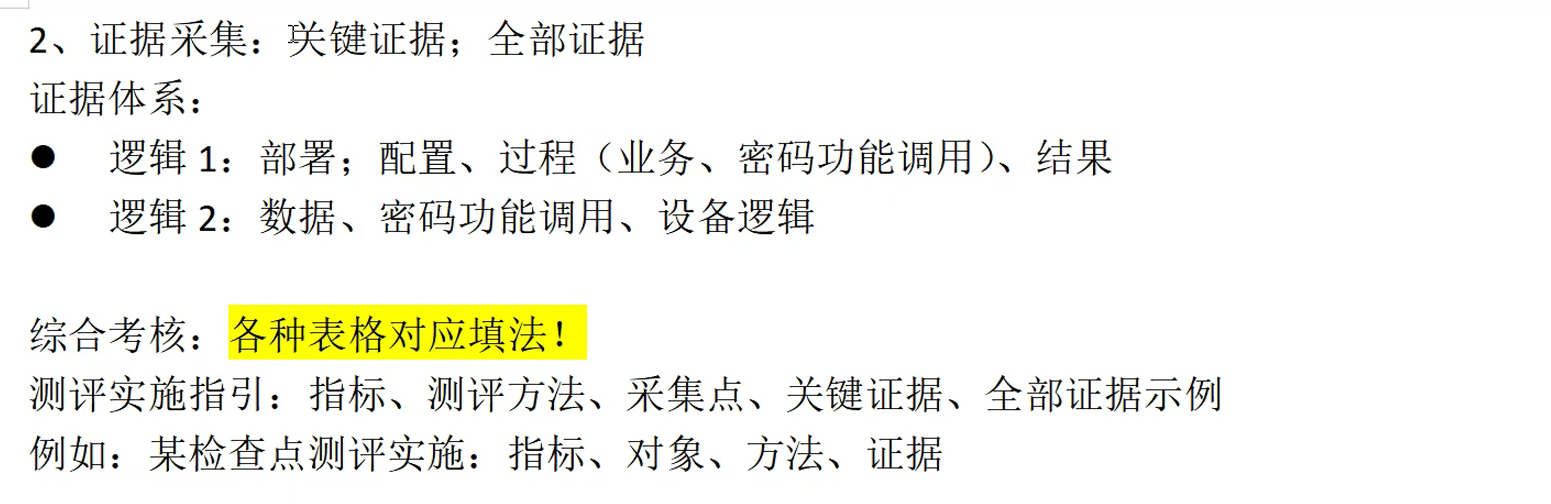 2、证据采集：关键证据；全部证据
证据体系：
● 逻辑 1：部署；配置、过程（业务、密码功能调用）、结果
● 逻辑 2：数据、密码功能调用、设备逻辑
综合考核：各种表格对应填法！
测评实施指引：指标、测评方法、采集点、关键证据、全部证据示例
例如：某检查点测评实施：指标、对象、方法、证据